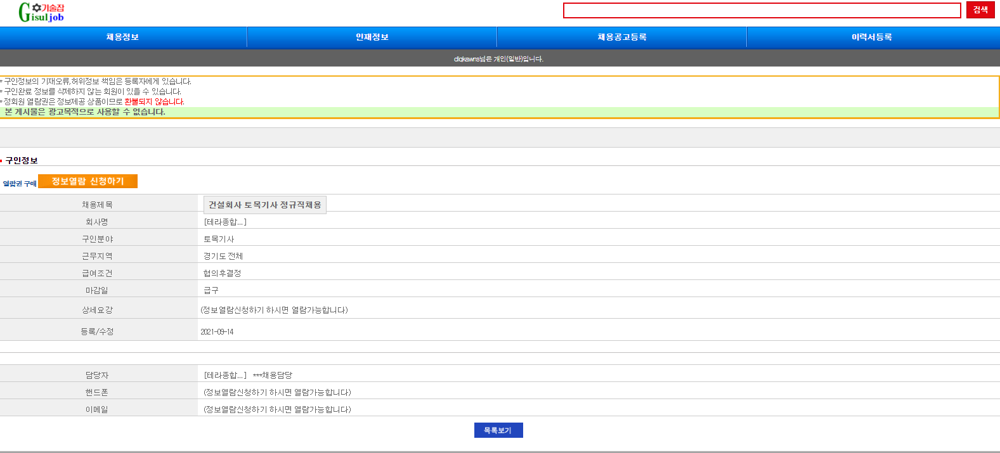 Gisuljob 기술잡
검색
채용정보 인재정보 채용공고등록 이력서등록
dlqkawns님은 개인(일반)입니다.
* 구인정보의 기재오류,허위정보 책임은 등록자에게 있습니다.
* 구인완료 정보를 삭제하지 않는 회원이 있을 수 있습니다.
* 정회원 열람권은 정보제공 상품이므로 환불되지 않습니다.
본 게시물은 광고목적으로 사용할 수 없습니다.
구인정보
열람권 구매 정보열람 신청하기
채용제목 건설회사 토목기사 정규직채용
회사명 [테라종합...]
구인분야 토목기사
근무지역 경기도 전체
급여조건 협의후결정
마감일 급구
상세요강 (정보열람신청하기 하시면 열람가능합니다)
등록/수정 2021-09-14
담당자 [테라종합...] ***채용담당
핸드폰 (정보열람신청하기 하시면 열람가능합니다)
이메일 (정보열람신청하기 하시면 열람가능합니다)
목록보기